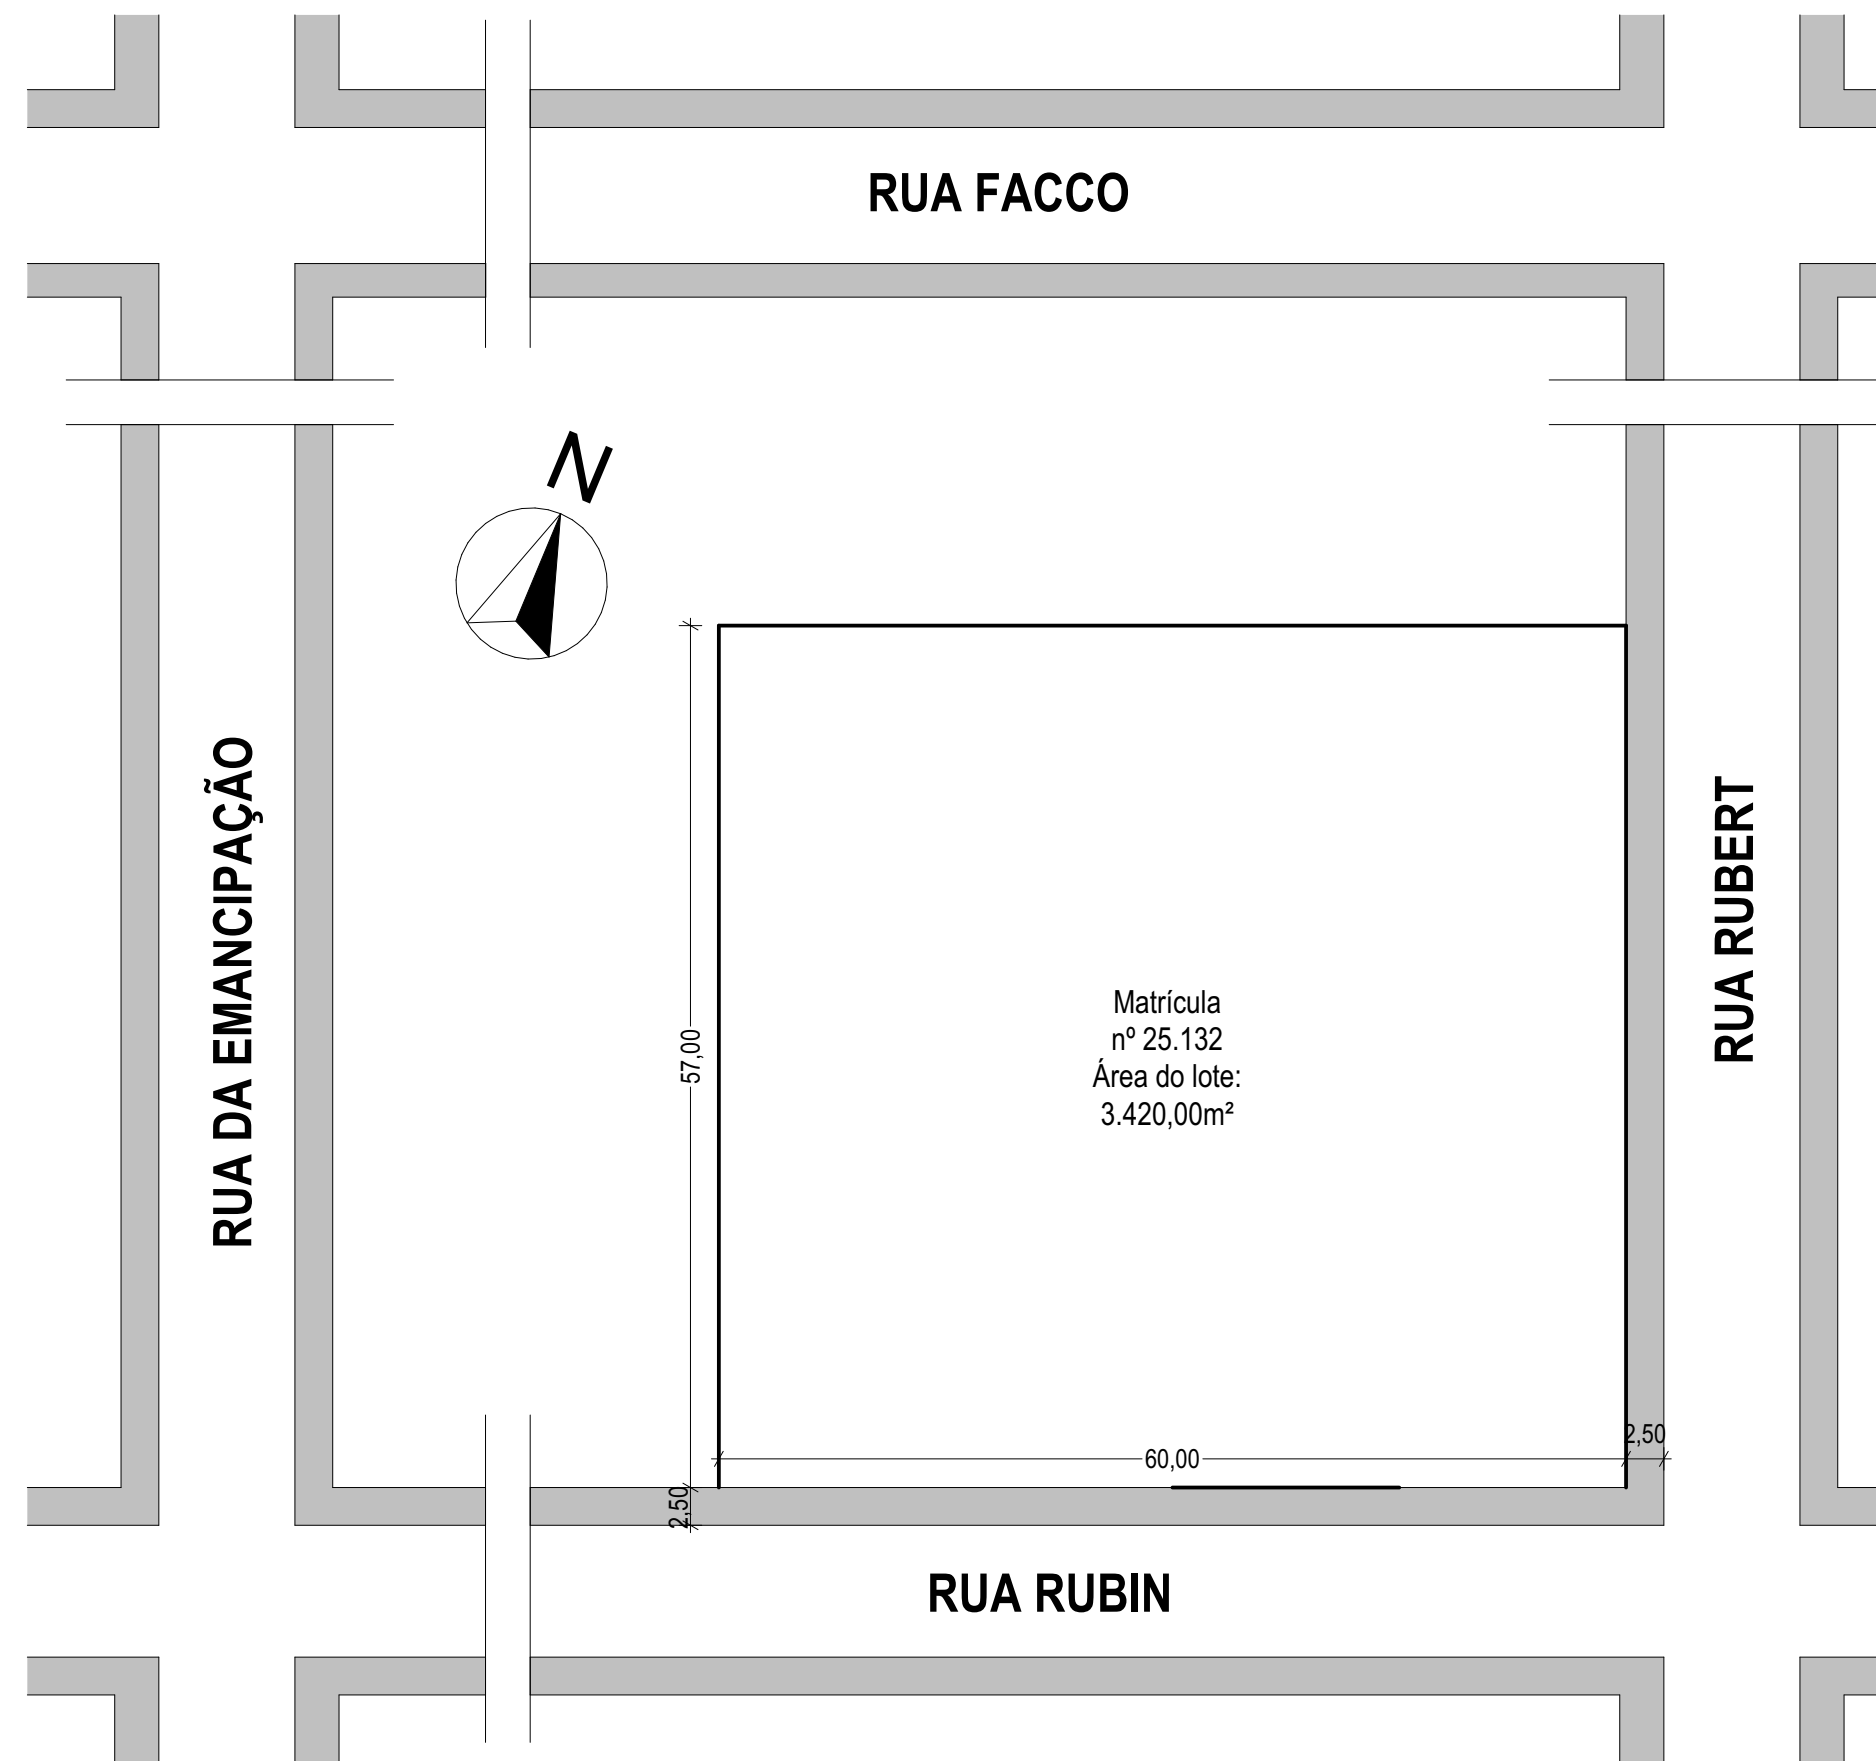 RUA FACCO
N
RUA DA EMANCIPAÇÃO
RUA RUBERT
57,00
Matrícula
nº 25.132
Área do lote:
3.420,00m²
2,50
60,00
2,50
RUA RUBIN